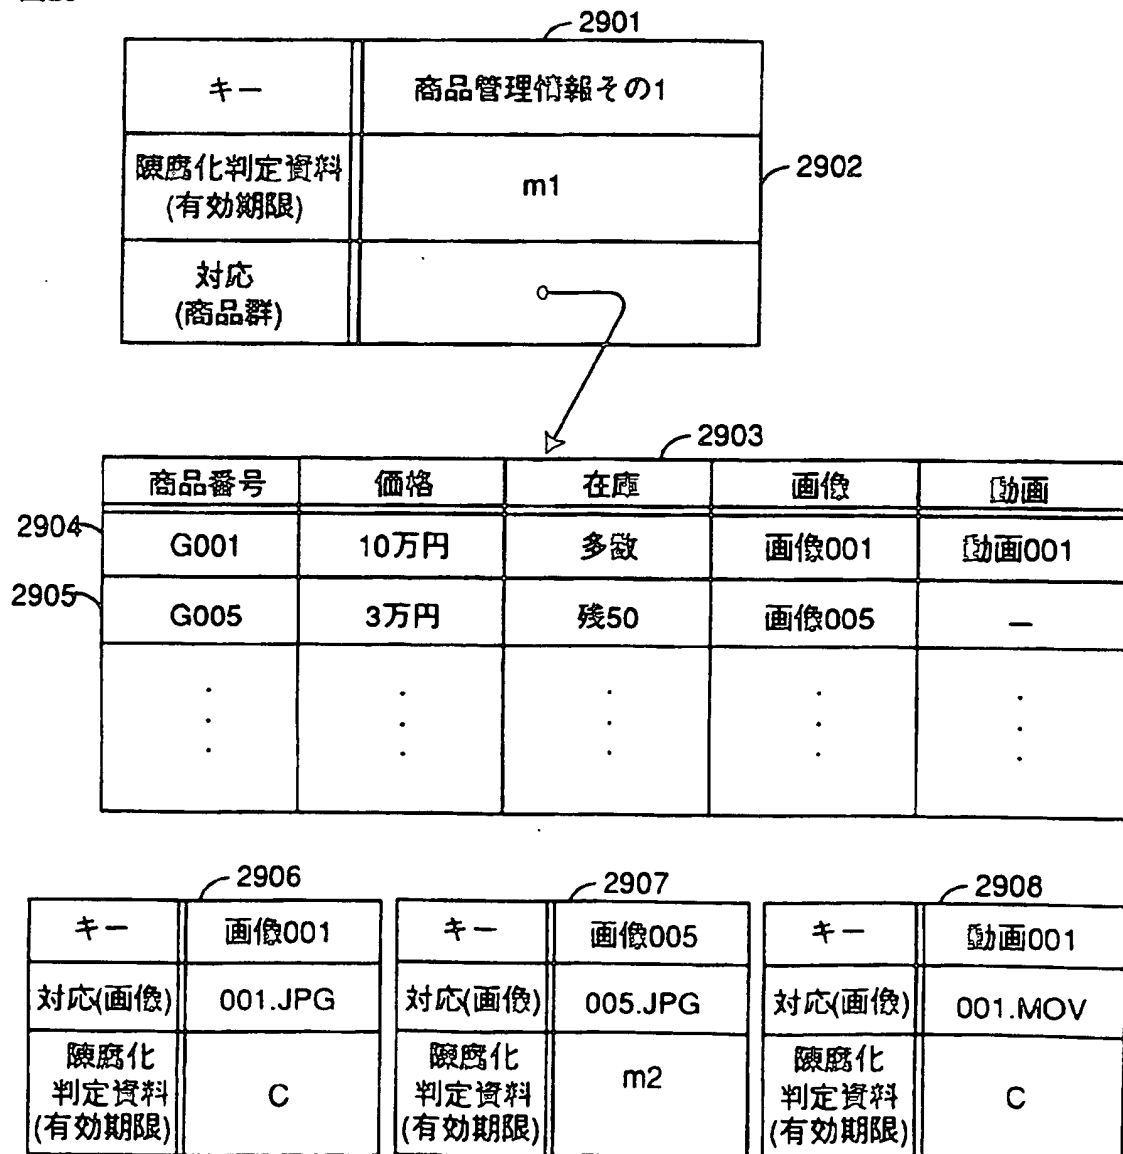 2901
キー 商品管理情報その1
陳腐化判定資料
(有効期限)
m1
2902
対応
(商品群)
2903
商品番号 価格 在庫 画像 動画
2904
G001 10万円 多数 画像001 動画001
2905
G005 3万円 残50 画像005 –
2906
キー 画像001
対応(画像) 001.JPG
陳腐化
判定資料
(有効期限)
C
2907
キー 画像005
対応(画像) 005.JPG
陳腐化
判定資料
(有効期限)
m2
2908
キー 動画001
対応(画像) 001.MOV
陳腐化
判定資料
(有効期限)
C